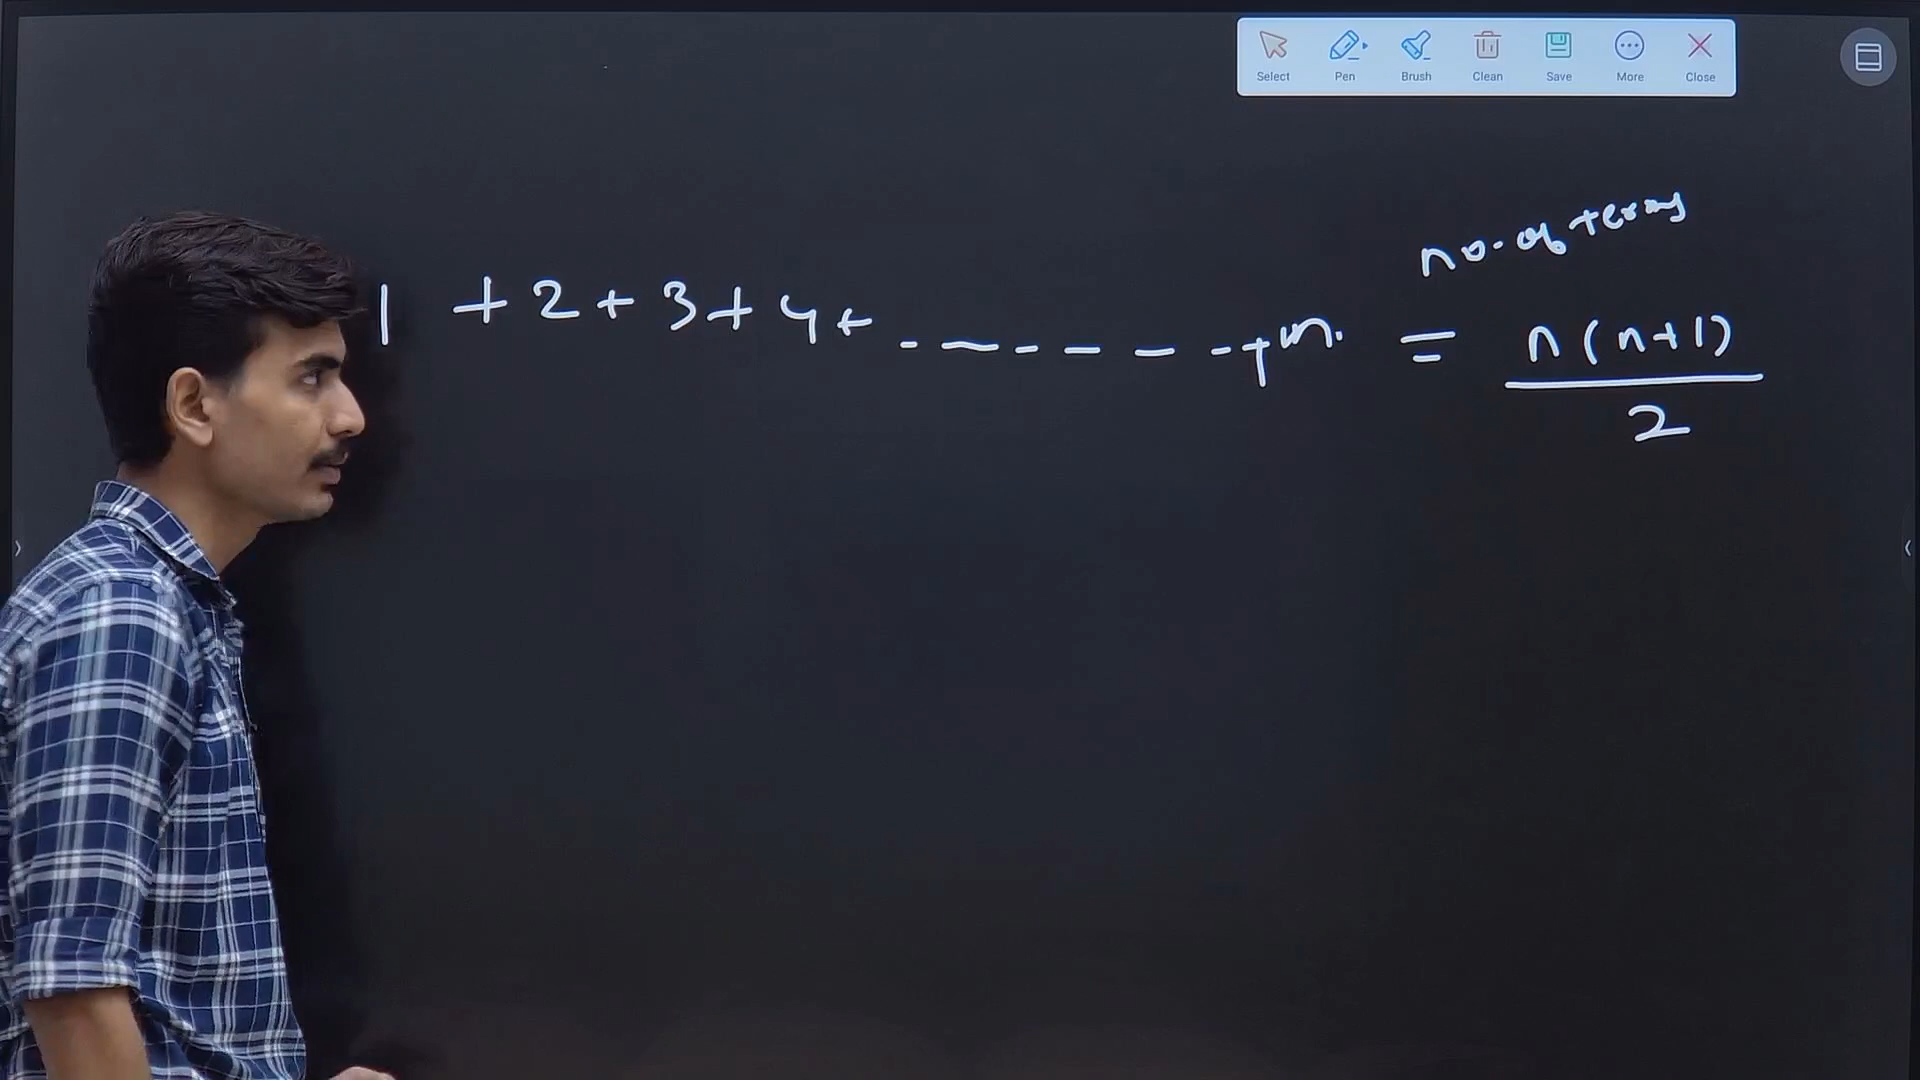 Select Pen Brush Clean Save More Close
no. of terms
1 + 2 + 3 + 4 + - - - - - - + n. = n(n+1)
2